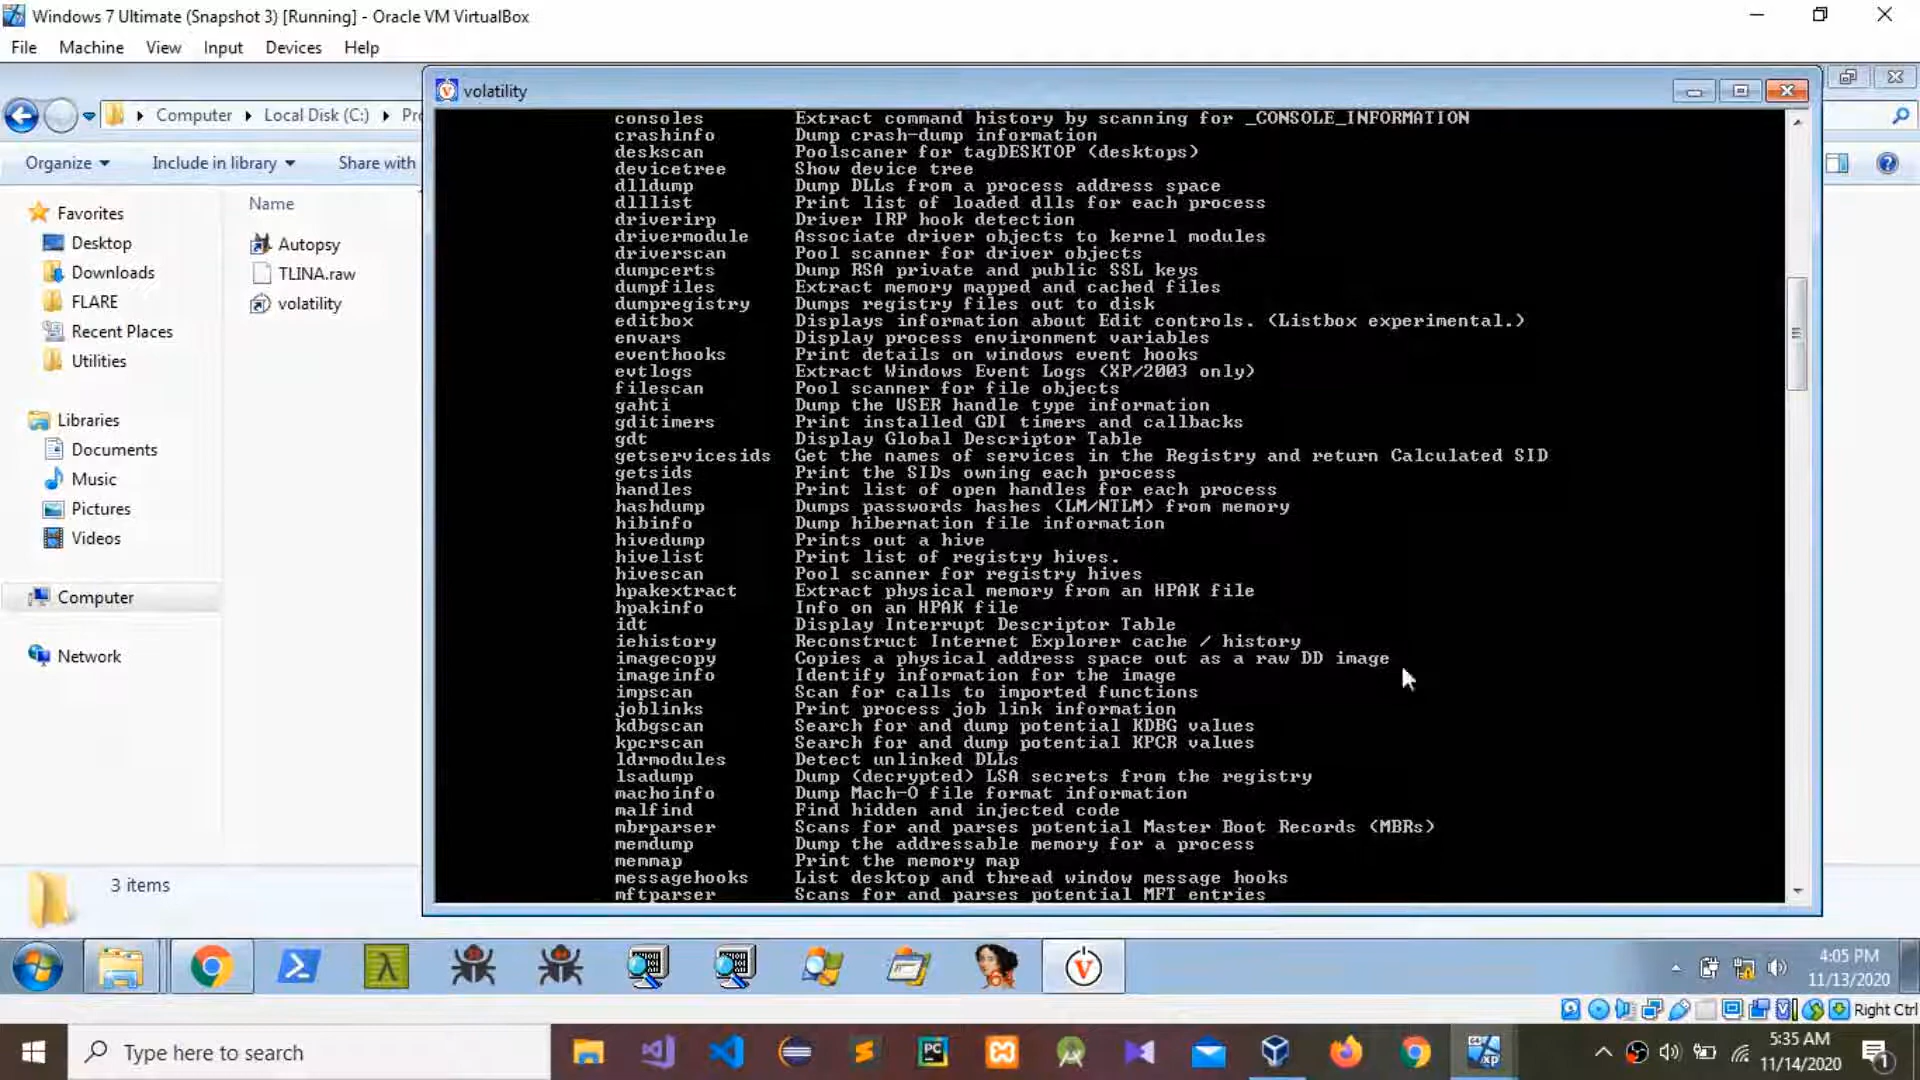 Windows 7 Ultimate (Snapshot 3) [Running] - Oracle VM VirtualBox
File Machine View Input Devices Help
volatility
Computer Local Disk (C:) Pro
Organize Include in library Share with
Favorites
Desktop
Downloads
FLARE
Recent Places
Utilities
Libraries
Documents
Music
Pictures
Videos
Computer
Network
Name
Autopsy
TLINA.raw
volatility
3 items
consoles Extract command history by scanning for _CONSOLE_INFORMATION
crashinfo Dump crash-dump information
deskscan Poolscaner for tagDESKTOP (desktops)
devicetree Show device tree
dlldump Dump DLLs from a process address space
dlllist Print list of loaded dlls for each process
driverirp Driver IRP hook detection
drivermodule Associate driver objects to kernel modules
driverscan Pool scanner for driver objects
dumpcerts Dump RSA private and public SSL keys
dumpfiles Extract memory mapped and cached files
dumpregistry Dumps registry files out to disk
editbox Displays information about Edit controls. (Listbox experimental.)
envars Display process environment variables
eventhooks Print details on windows event hooks
evtlogs Extract Windows Event Logs (XP/2003 only)
filescan Pool scanner for file objects
gahti Dump the USER handle type information
gditimers Print installed GDI timers and callbacks
gdt Display Global Descriptor Table
getservicesids Get the names of services in the Registry and return Calculated SID
getsids Print the SIDs owning each process
handles Print list of open handles for each process
hashdump Dumps passwords hashes (LM/NTLM) from memory
hibinfo Dump hibernation file information
hivedump Prints out a hive
hivelist Print list of registry hives.
hivescan Pool scanner for registry hives
hpakextract Extract physical memory from an HPAK file
hpakinfo Info on an HPAK file
idt Display Interrupt Descriptor Table
iehistory Reconstruct Internet Explorer cache / history
imagecopy Copies a physical address space out as a raw DD image
imageinfo Identify information for the image
impscan Scan for calls to imported functions
joblinks Print process job link information
kdbgscan Search for and dump potential KDBG values
kpcrscan Search for and dump potential KPCR values
ldrmodules Detect unlinked DLLs
lsadump Dump (decrypted) LSA secrets from the registry
machoinfo Dump Mach-O file format information
malfind Find hidden and injected code
mbrparser Scans for and parses potential Master Boot Records (MBRs)
memdump Dump the addressable memory for a process
memmap Print the memory map
messagehooks List desktop and thread window message hooks
mftparser Scans for and parses potential MFT entries
4:05 PM
11/13/2020
Right Ctrl
Type here to search
5:35 AM
11/14/2020
1